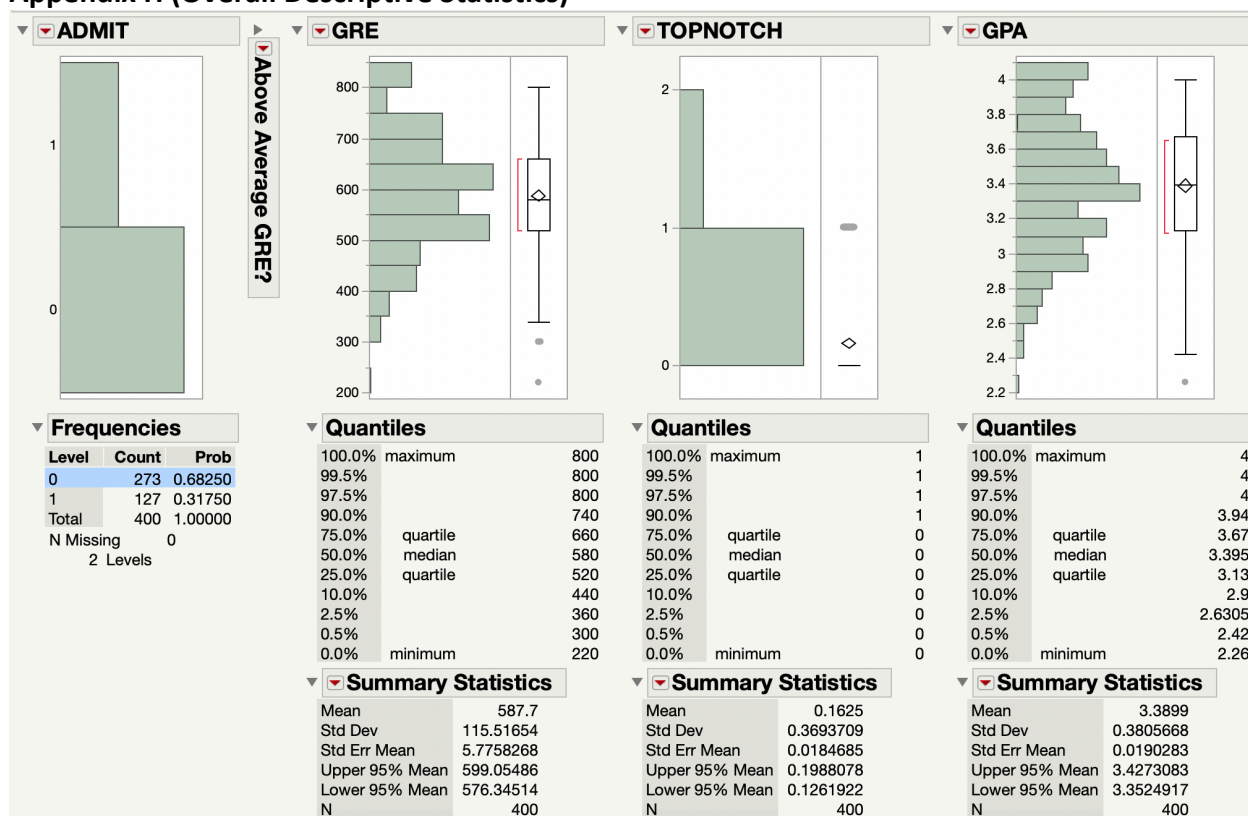 Appendix I. (Overall Descriptive Statistics)
ADMIT
1
0
Frequencies
Level Count Prob
0 273 0.68250
1 127 0.31750
Total 400 1.00000
N Missing 0
2 Levels
Above Average GRE?
GRE
800
700
600
500
400
300
200
Quantiles
100.0% maximum 800
99.5% 800
97.5% 800
90.0% 740
75.0% quartile 660
50.0% median 580
25.0% quartile 520
10.0% 440
2.5% 360
0.5% 300
0.0% minimum 220
Summary Statistics
Mean 587.7
Std Dev 115.51654
Std Err Mean 5.7758268
Upper 95% Mean 599.05486
Lower 95% Mean 576.34514
N 400
TOPNOTCH
2
1
0
Quantiles
100.0% maximum 1
99.5% 1
97.5% 1
90.0% 1
75.0% quartile 0
50.0% median 0
25.0% quartile 0
10.0% 0
2.5% 0
0.5% 0
0.0% minimum 0
Summary Statistics
Mean 0.1625
Std Dev 0.3693709
Std Err Mean 0.0184685
Upper 95% Mean 0.1988078
Lower 95% Mean 0.1261922
N 400
GPA
4
3.8
3.6
3.4
3.2
3
2.8
2.6
2.4
2.2
Quantiles
100.0% maximum 4
99.5% 4
97.5% 4
90.0% 3.94
75.0% quartile 3.67
50.0% median 3.395
25.0% quartile 3.13
10.0% 2.9
2.5% 2.6305
0.5% 2.42
0.0% minimum 2.26
Summary Statistics
Mean 3.3899
Std Dev 0.3805668
Std Err Mean 0.0190283
Upper 95% Mean 3.4273083
Lower 95% Mean 3.3524917
N 400